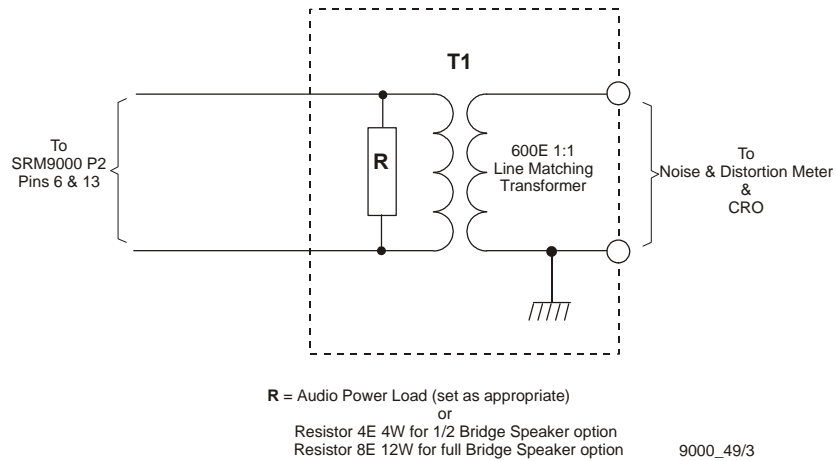 T1
To
SRM9000 P2
Pins 6 & 13
R
600E 1:1
Line Matching
Transformer
To
Noise & Distortion Meter
&
CRO
R = Audio Power Load (set as appropriate)
or
Resistor 4E 4W for 1/2 Bridge Speaker option
Resistor 8E 12W for full Bridge Speaker option
9000_49/3